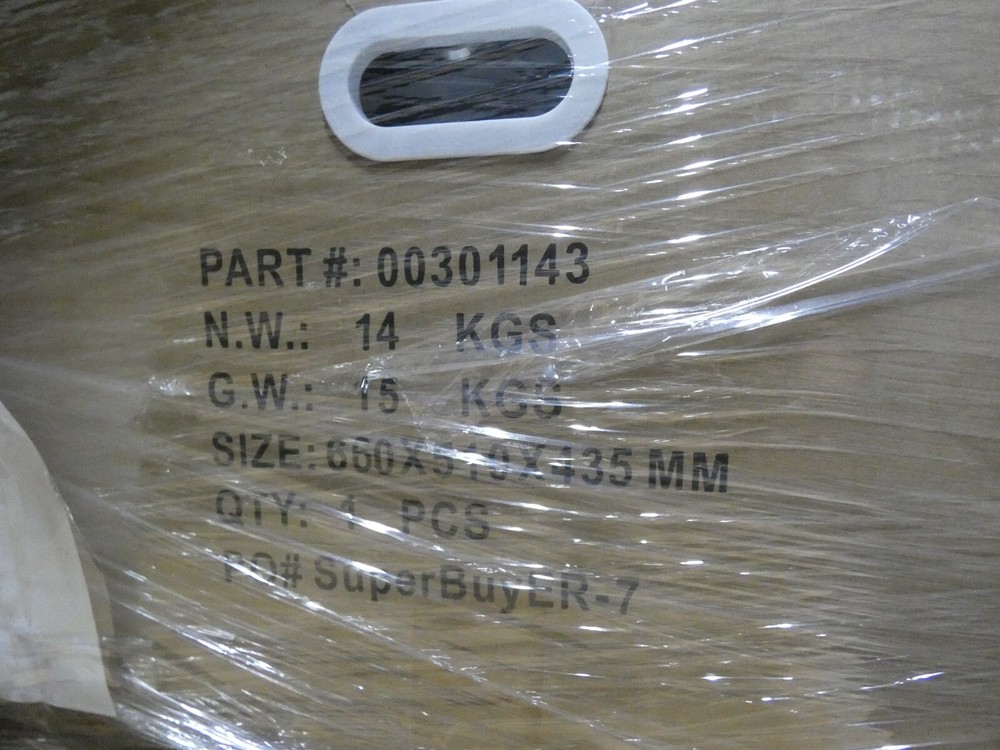 PART #: 00301143
N.W.: 14 KGS
G.W.: 15 KGS
SIZE: 660X510X435 MM
QTY: 1 PCS
PO# SuperBuyER-7